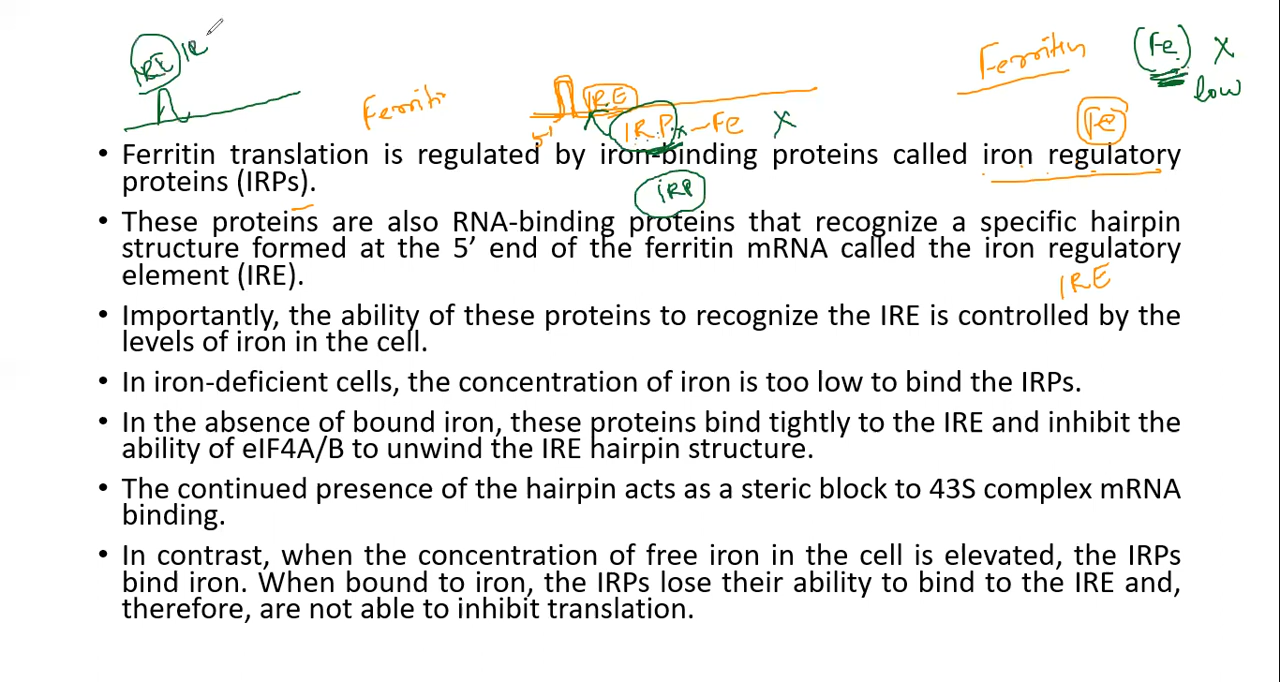 IRE IR
Ferritin (Fe) X
low
Ferriti
IRE
5' IRP - Fe X
Fe
• Ferritin translation is regulated by iron-binding proteins called iron regulatory
proteins (IRPs).
IRP
• These proteins are also RNA-binding proteins that recognize a specific hairpin
structure formed at the 5′ end of the ferritin mRNA called the iron regulatory
element (IRE).
IRE
• Importantly, the ability of these proteins to recognize the IRE is controlled by the
levels of iron in the cell.
• In iron-deficient cells, the concentration of iron is too low to bind the IRPs.
• In the absence of bound iron, these proteins bind tightly to the IRE and inhibit the
ability of eIF4A/B to unwind the IRE hairpin structure.
• The continued presence of the hairpin acts as a steric block to 43S complex mRNA
binding.
• In contrast, when the concentration of free iron in the cell is elevated, the IRPs
bind iron. When bound to iron, the IRPs lose their ability to bind to the IRE and,
therefore, are not able to inhibit translation.